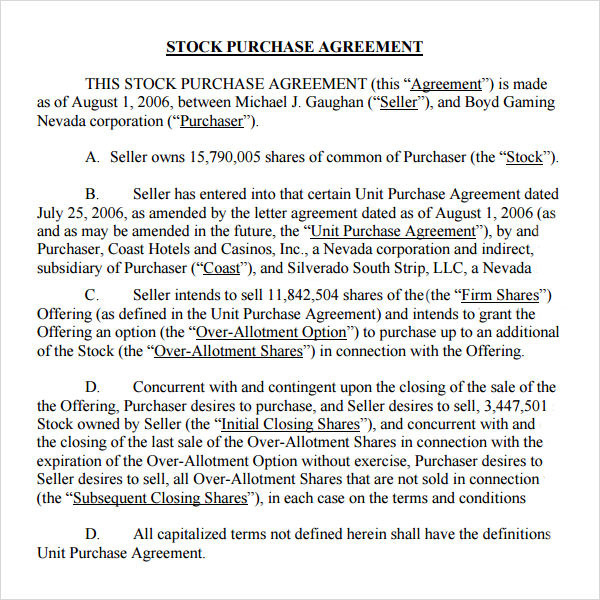 STOCK PURCHASE AGREEMENT
THIS STOCK PURCHASE AGREEMENT (this “Agreement”) is made
as of August 1, 2006, between Michael J. Gaughan (“Seller”), and Boyd Gaming
Nevada corporation (“Purchaser”).
A. Seller owns 15,790,005 shares of common of Purchaser (the “Stock”).
B. Seller has entered into that certain Unit Purchase Agreement dated
July 25, 2006, as amended by the letter agreement dated as of August 1, 2006 (as
and as may be amended in the future, the “Unit Purchase Agreement”), by and
Purchaser, Coast Hotels and Casinos, Inc., a Nevada corporation and indirect,
subsidiary of Purchaser (“Coast”), and Silverado South Strip, LLC, a Nevada
C. Seller intends to sell 11,842,504 shares of the(the “Firm Shares”)
Offering (as defined in the Unit Purchase Agreement) and intends to grant the
Offering an option (the “Over-Allotment Option”) to purchase up to an additional
of the Stock (the “Over-Allotment Shares”) in connection with the Offering.
D. Concurrent with and contingent upon the closing of the sale of the
the Offering, Purchaser desires to purchase, and Seller desires to sell, 3,447,501
Stock owned by Seller (the “Initial Closing Shares”), and concurrent with and
the closing of the last sale of the Over-Allotment Shares in connection with the
expiration of the Over-Allotment Option without exercise, Purchaser desires to
Seller desires to sell, all Over-Allotment Shares that are not sold in connection
(the “Subsequent Closing Shares”), in each case on the terms and conditions
D. All capitalized terms not defined herein shall have the definitions
Unit Purchase Agreement.